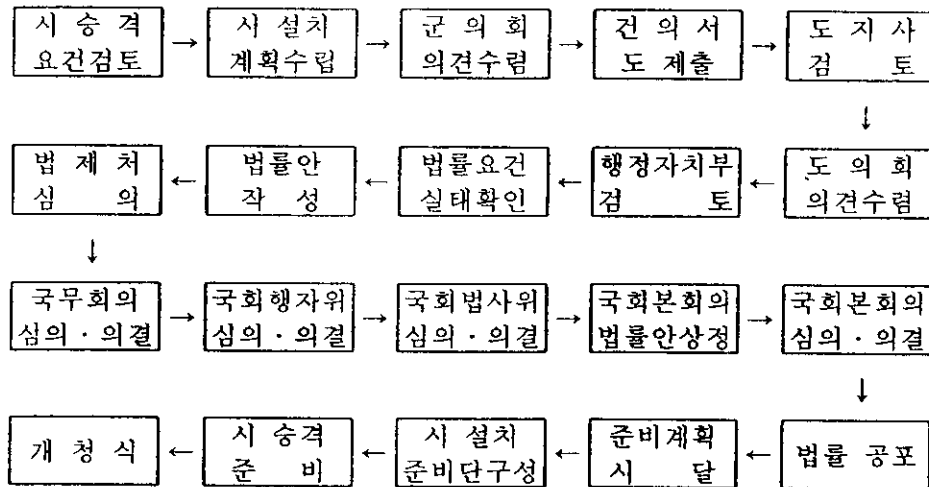 시 승 격 → 시 설치 → 군 의 회 → 건 의 서 → 도 지 사
요건검토 계획수립 의견수렴 도 제출 검 토
↓
법 제 처 ← 법률안 ← 법률요건 ← 행정자치부 ← 도 의 회
심 의 작 성 실태확인 검 토 의견수렴
↓
국무회의 → 국회행자위 → 국회법사위 → 국회본회의 → 국회본회의
심의·의결 심의·의결 심의·의결 법률안상정 심의·의결
↓
개 청 식 ← 시 승격 ← 시 설치 ← 준비계획 ← 법률 공포
준 비 준비단구성 시 달